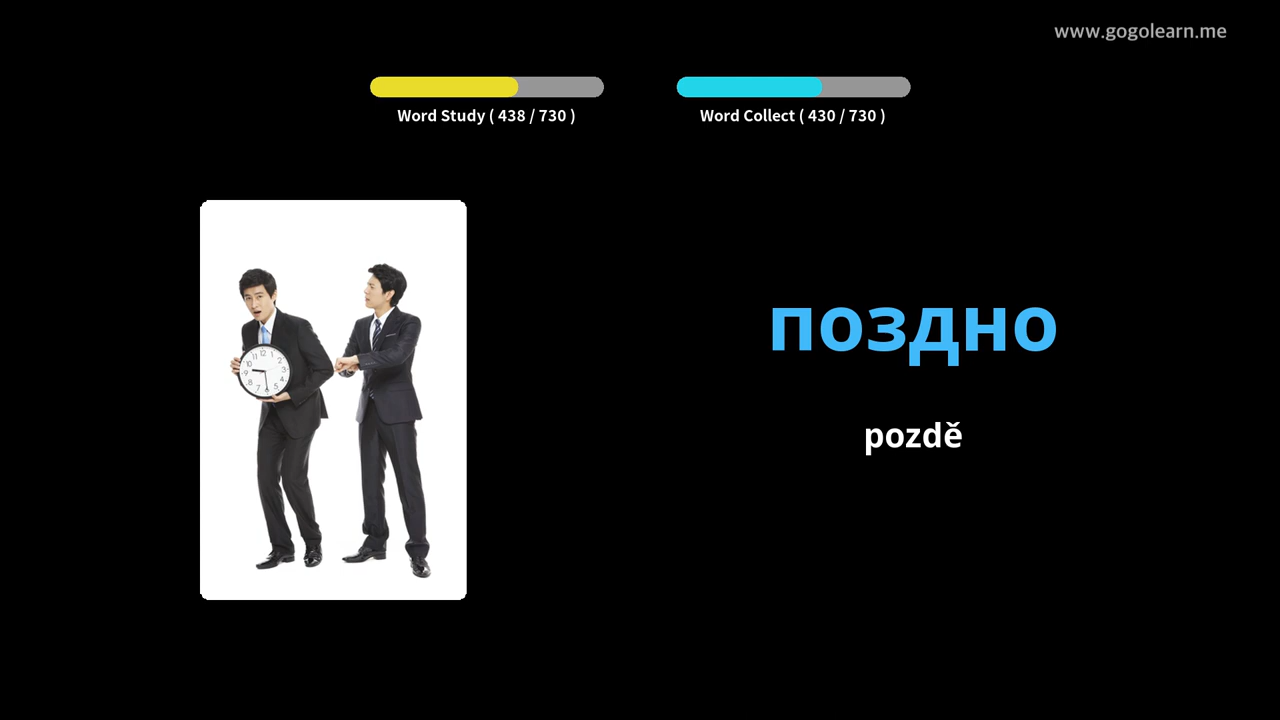 www.gogolearn.me
Word Study ( 438 / 730 )
Word Collect ( 430 / 730 )
поздно
pozdě